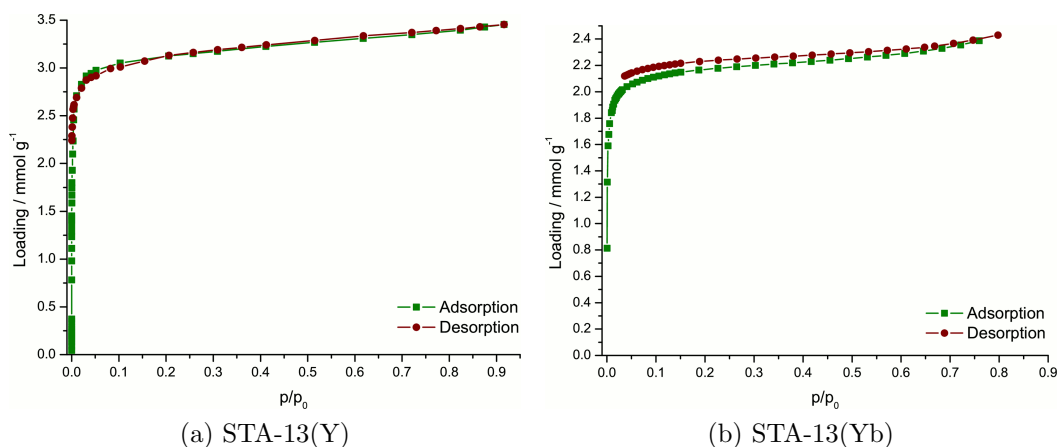 3.5
3.0
2.5
2.0
1.5
1.0
0.5
0.0
Loading / mmol g⁻¹
Adsorption
Desorption
0.0 0.1 0.2 0.3 0.4 0.5 0.6 0.7 0.8 0.9
p/p₀
(a) STA-13(Y)
2.4
2.2
2.0
1.8
1.6
1.4
1.2
1.0
0.8
0.6
0.4
0.2
0.0
Loading / mmol g⁻¹
Adsorption
Desorption
0.0 0.1 0.2 0.3 0.4 0.5 0.6 0.7 0.8 0.9
p/p₀
(b) STA-13(Yb)